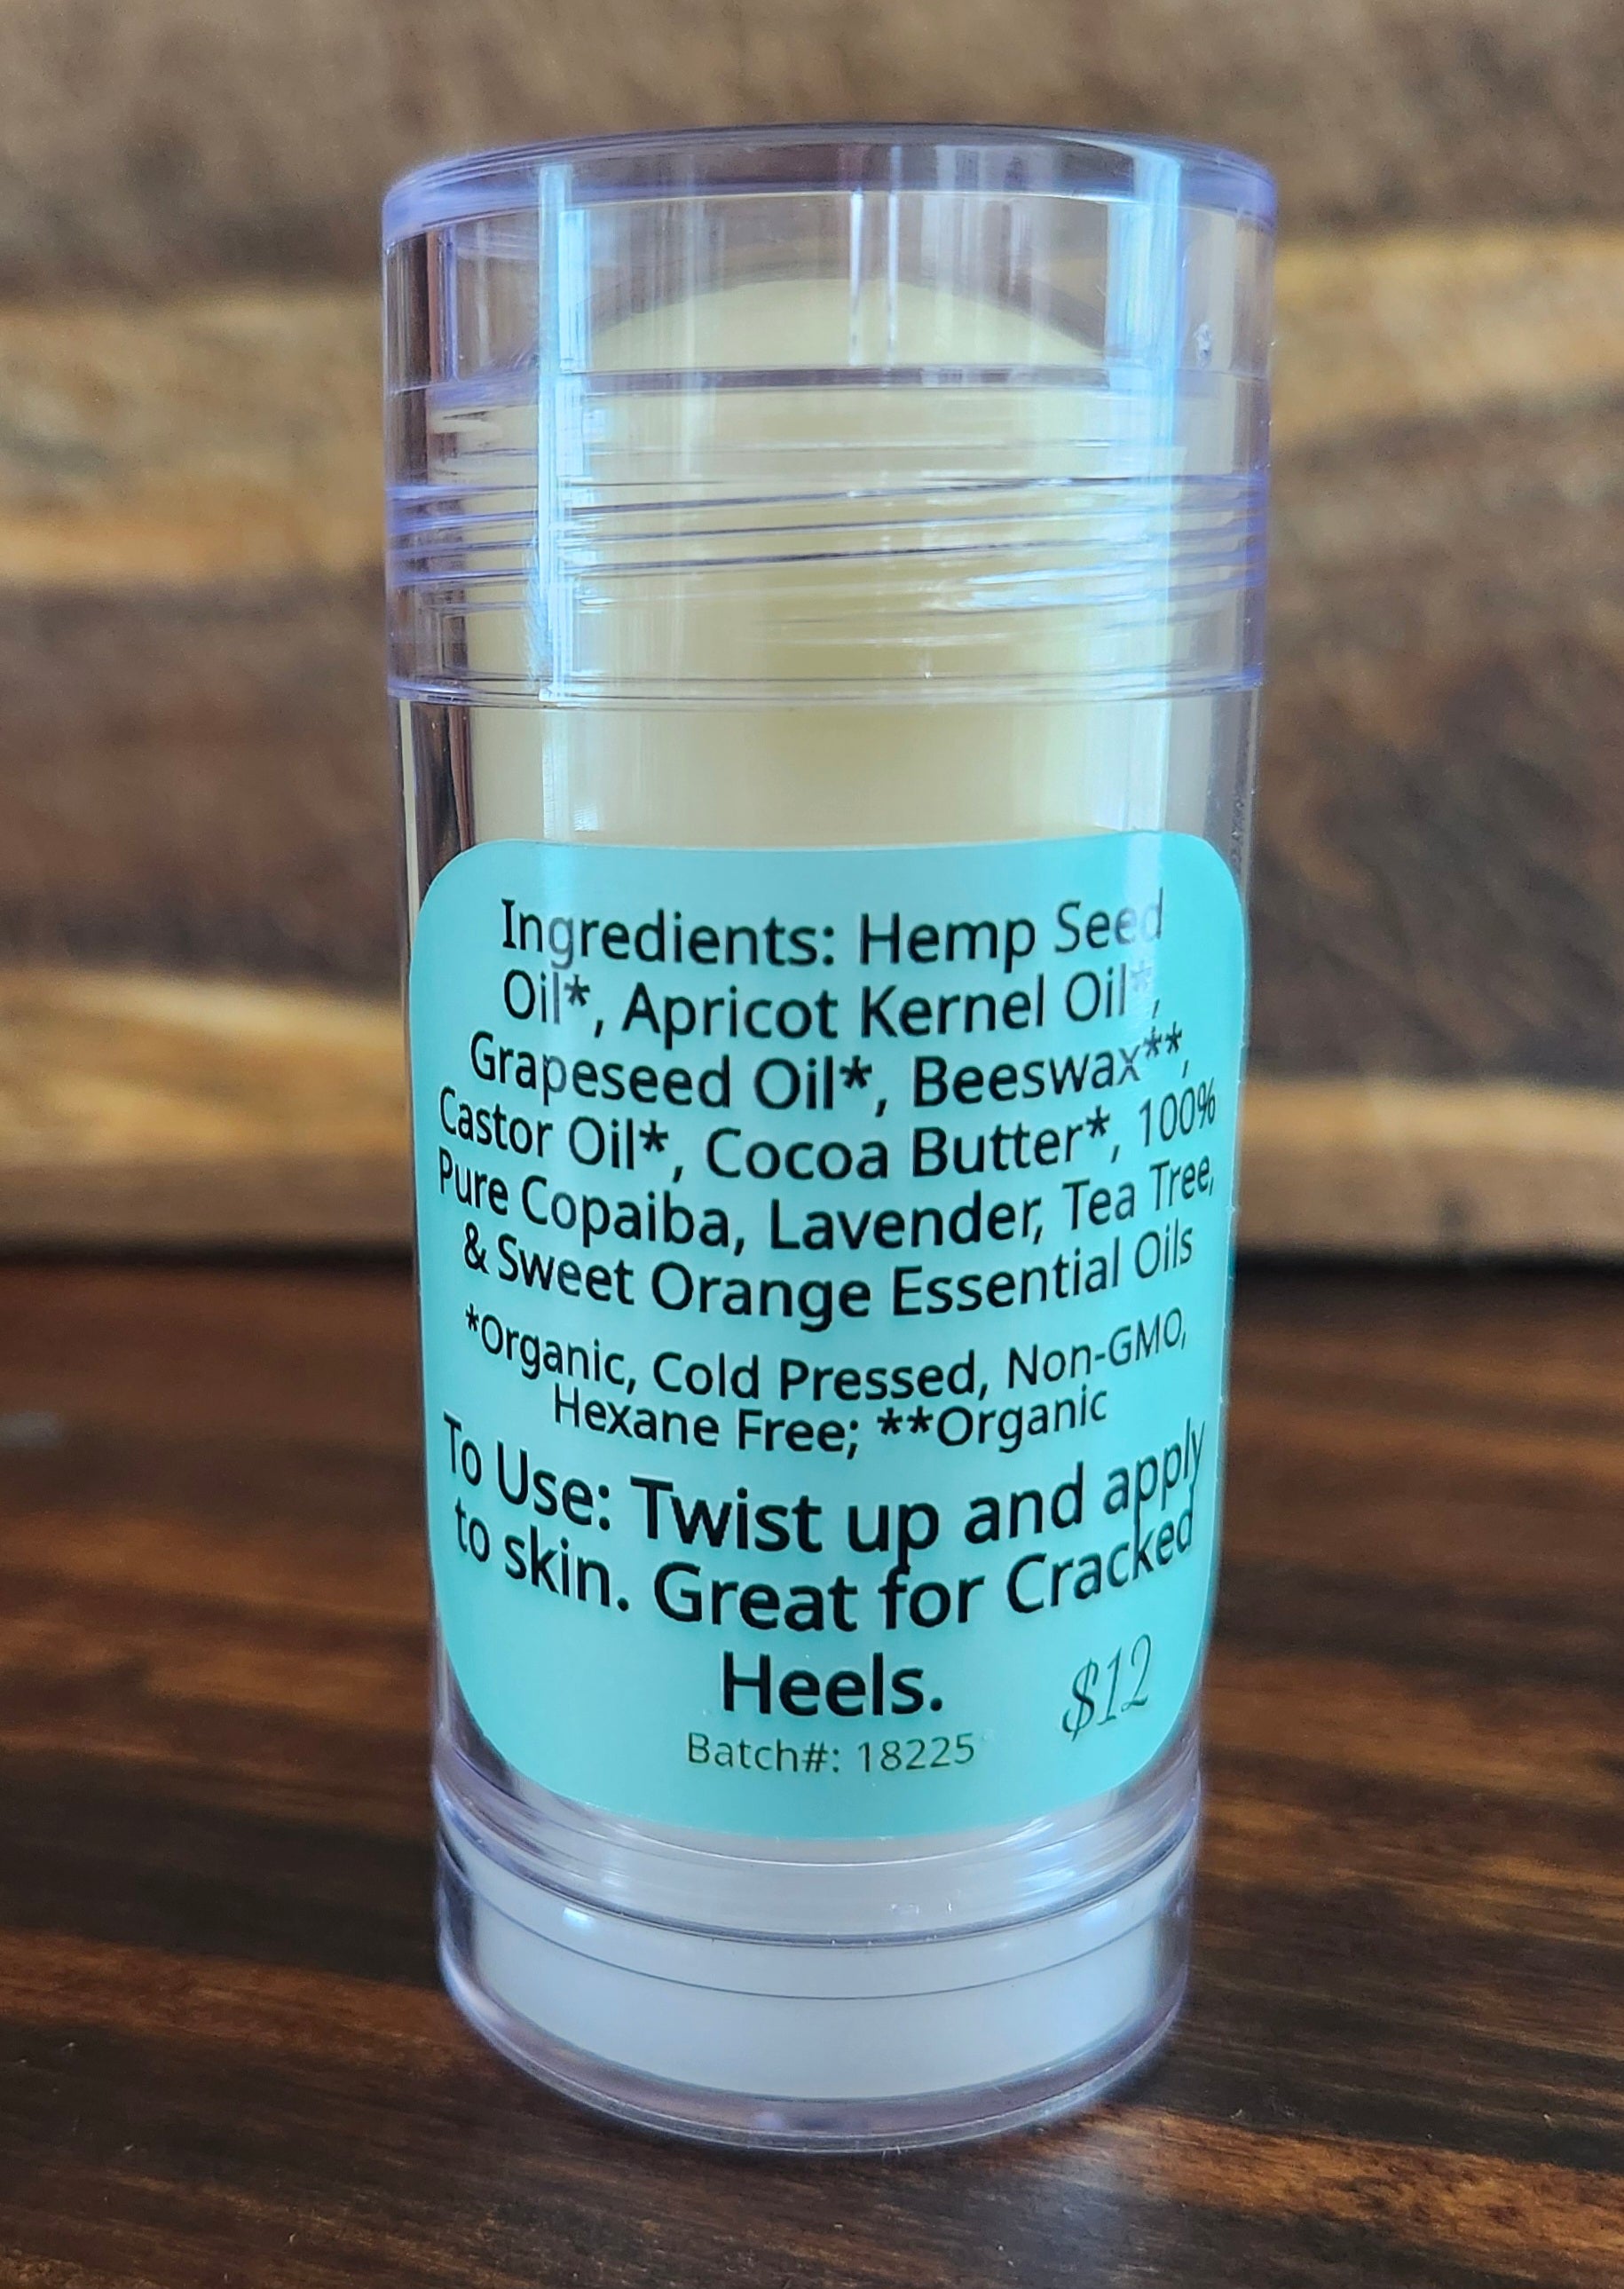 Ingredients: Hemp Seed
Oil*, Apricot Kernel Oil*,
Grapeseed Oil*, Beeswax**,
Castor Oil*, Cocoa Butter*, 100%
Pure Copaiba, Lavender, Tea Tree,
& Sweet Orange Essential Oils
*Organic, Cold Pressed, Non-GMO,
Hexane Free; **Organic
To Use: Twist up and apply
to skin. Great for Cracked
Heels.
$12
Batch#: 18225